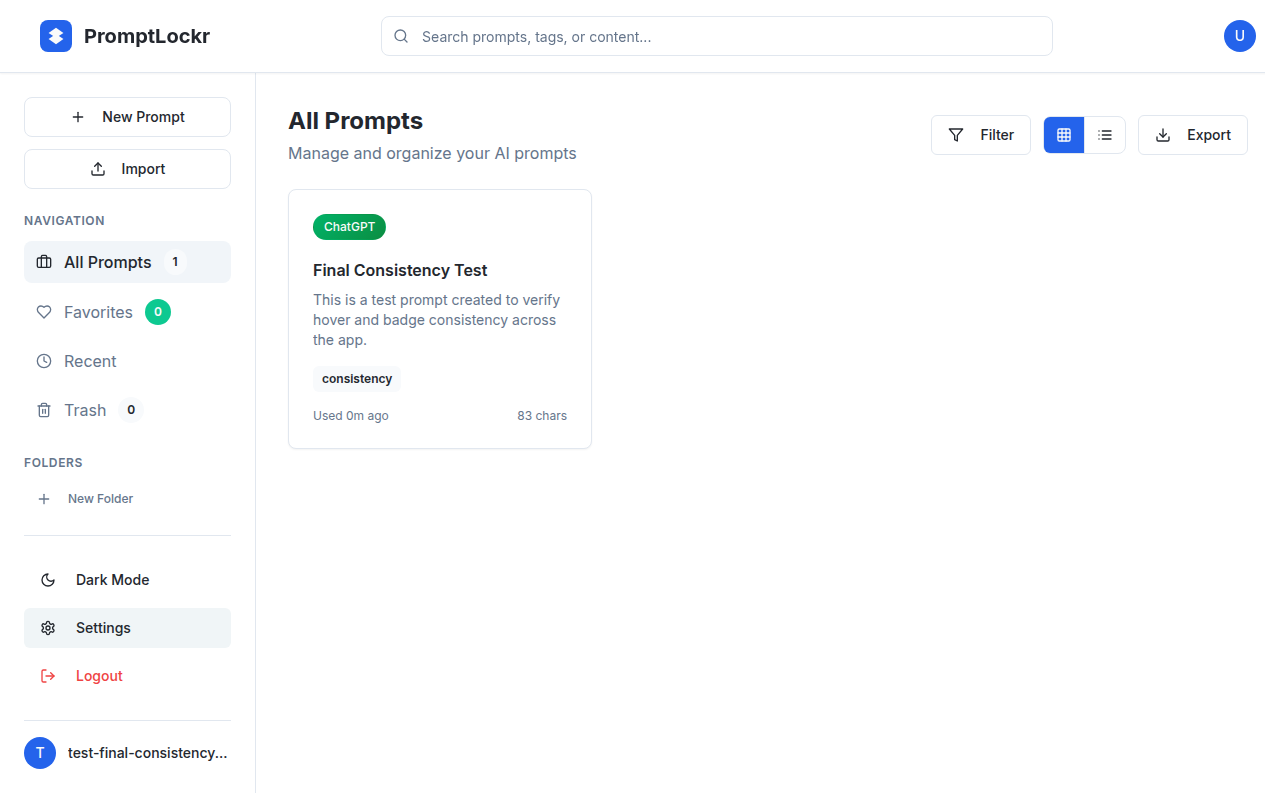 PromptLockr
Search prompts, tags, or content...
U
New Prompt
Import
NAVIGATION
All Prompts 1
Favorites 0
Recent
Trash 0
FOLDERS
New Folder
Dark Mode
Settings
Logout
T test-final-consistency...
All Prompts
Manage and organize your AI prompts
Filter
Export
ChatGPT
Final Consistency Test
This is a test prompt created to verify
hover and badge consistency across
the app.
consistency
Used 0m ago 83 chars